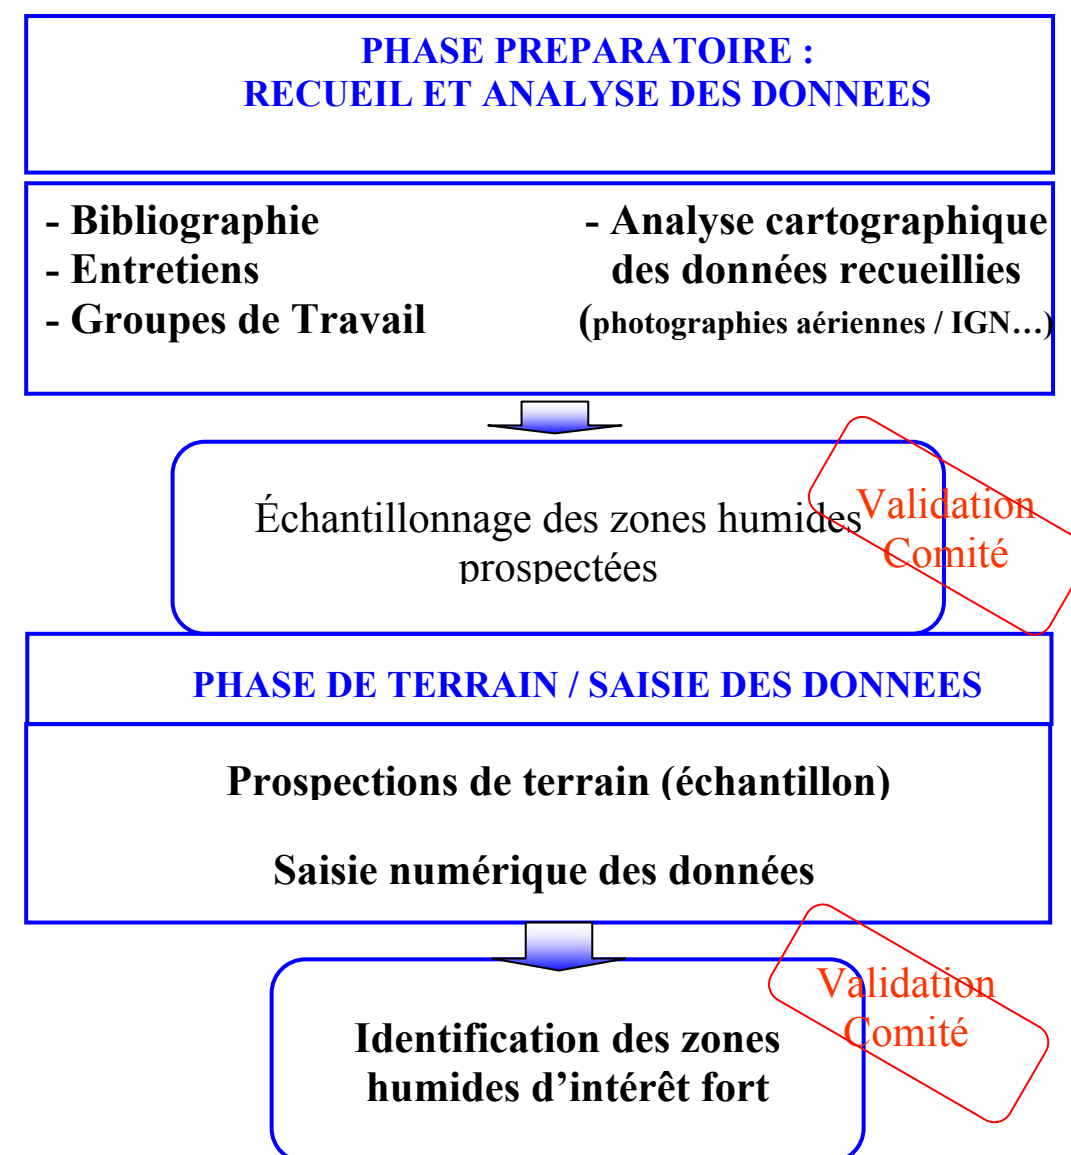 PHASE PREPARATOIRE :
RECUEIL ET ANALYSE DES DONNEES
- Bibliographie
- Entretiens
- Groupes de Travail
- Analyse cartographique
des données recueillies
(photographies aériennes / IGN…)
Échantillonnage des zones humides
prospectées
Validation
Comité
PHASE DE TERRAIN / SAISIE DES DONNEES
Prospections de terrain (échantillon)
Saisie numérique des données
Validation
Comité
Identification des zones
humides d’intérêt fort